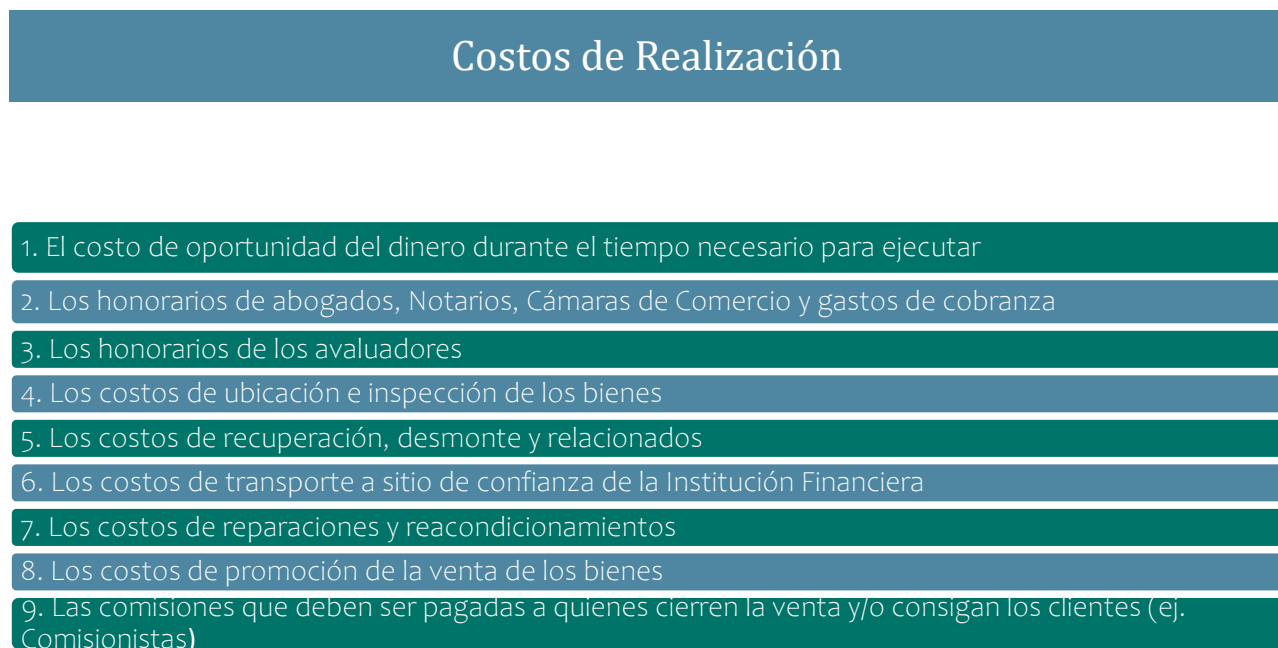 Costos de Realización
1. El costo de oportunidad del dinero durante el tiempo necesario para ejecutar
2. Los honorarios de abogados, Notarios, Cámaras de Comercio y gastos de cobranza
3. Los honorarios de los avaluadores
4. Los costos de ubicación e inspección de los bienes
5. Los costos de recuperación, desmonte y relacionados
6. Los costos de transporte a sitio de confianza de la Institución Financiera
7. Los costos de reparaciones y reacondicionamientos
8. Los costos de promoción de la venta de los bienes
9. Las comisiones que deben ser pagadas a quienes cierren la venta y/o consigan los clientes (ej.
Comisionistas)